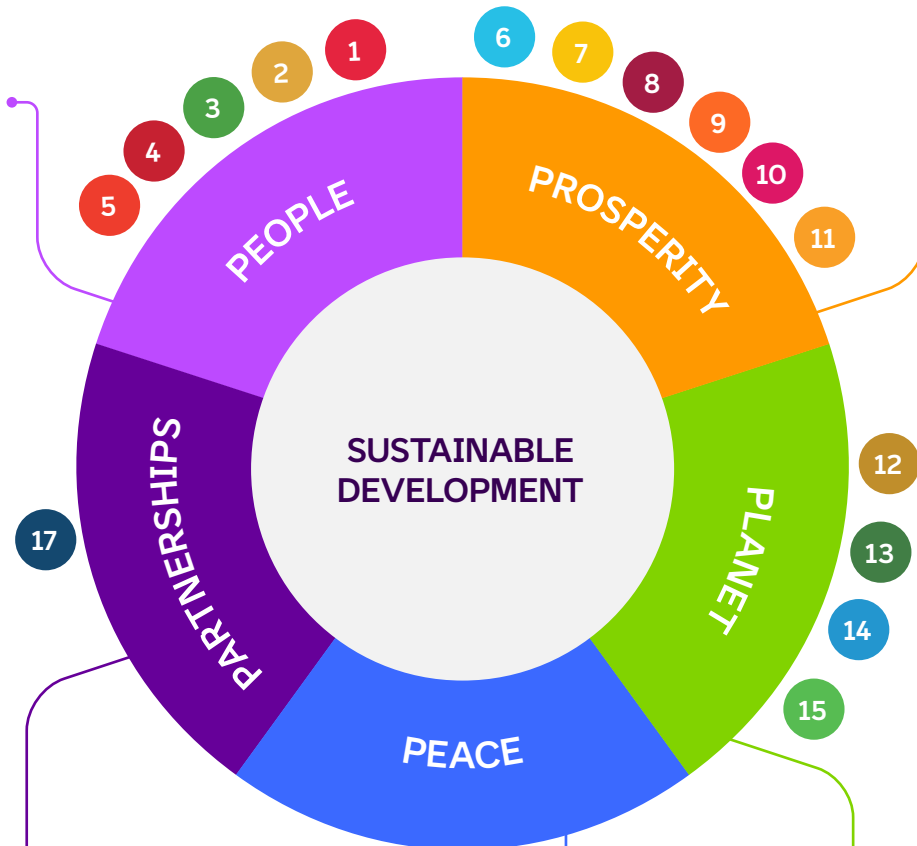 1
2
3
4
5
6
7
8
9
10
11
12
13
14
15
17
PEOPLE
PROSPERITY
PLANET
PEACE
PARTNERSHIPS
SUSTAINABLE
DEVELOPMENT